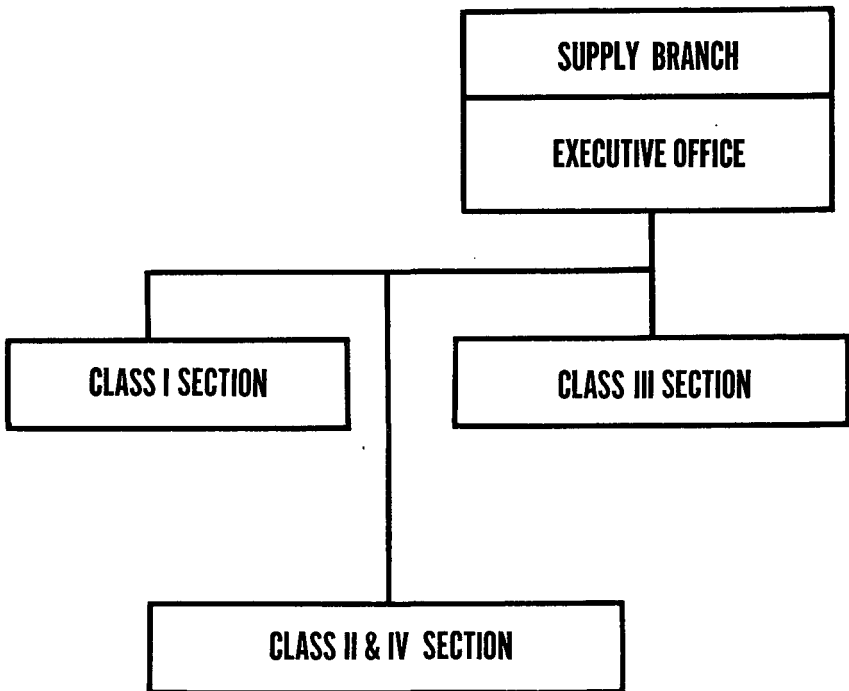 SUPPLY BRANCH
EXECUTIVE OFFICE
CLASS I SECTION
CLASS III SECTION
CLASS II & IV SECTION